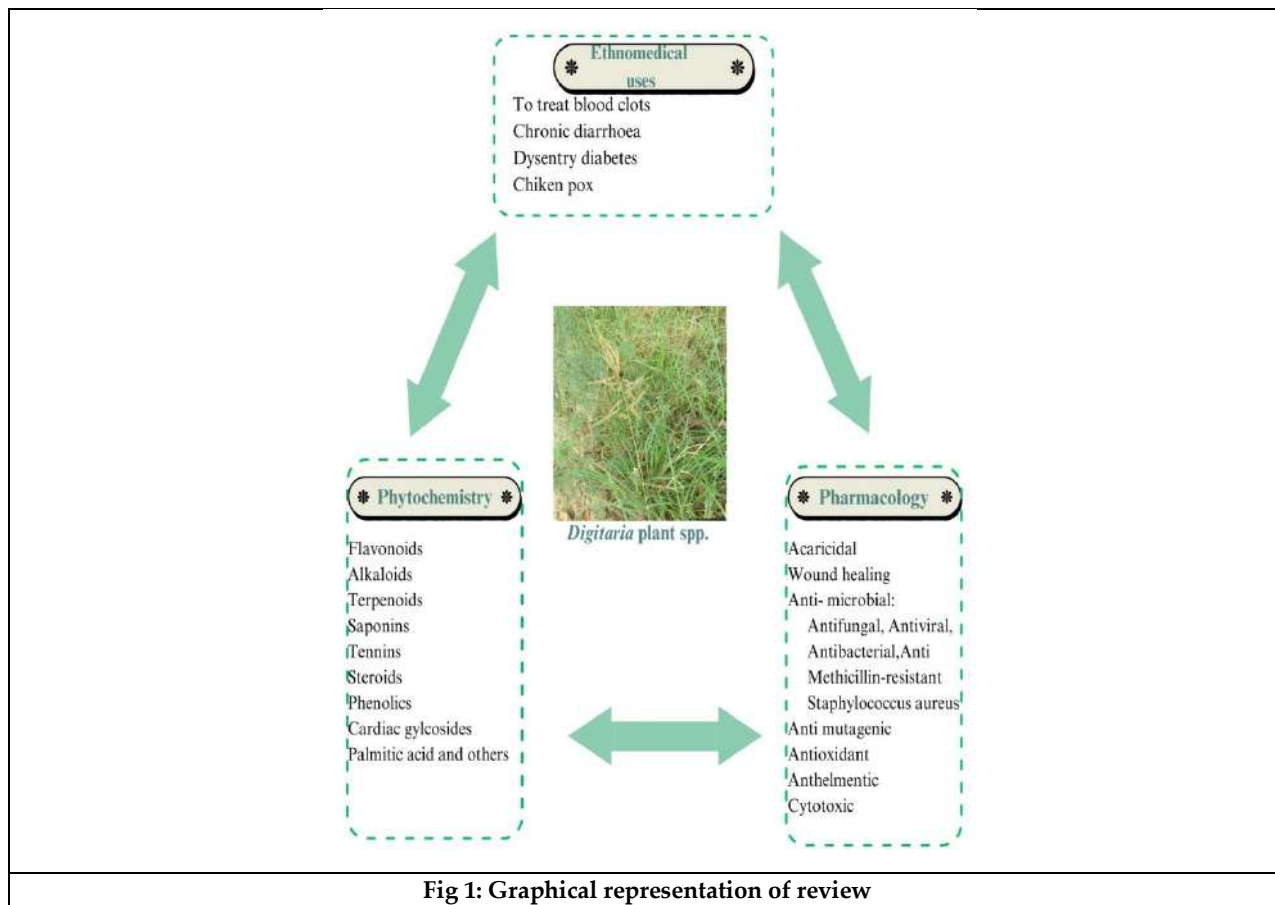 Ethnomedical
uses
To treat blood clots
Chronic diarrhoea
Dysentry diabetes
Chiken pox
Digitaria plant spp.
Phytochemistry
Flavonoids
Alkaloids
Terpenoids
Saponins
Tennins
Steroids
Phenolics
Cardiac gylcosides
Palmitic acid and others
Pharmacology
Acaricidal
Wound healing
Anti- microbial:
Antifungal, Antiviral,
Antibacterial,Anti
Methicillin-resistant
Staphylococcus aureus
Anti mutagenic
Antioxidant
Anthelmentic
Cytotoxic
Fig 1: Graphical representation of review